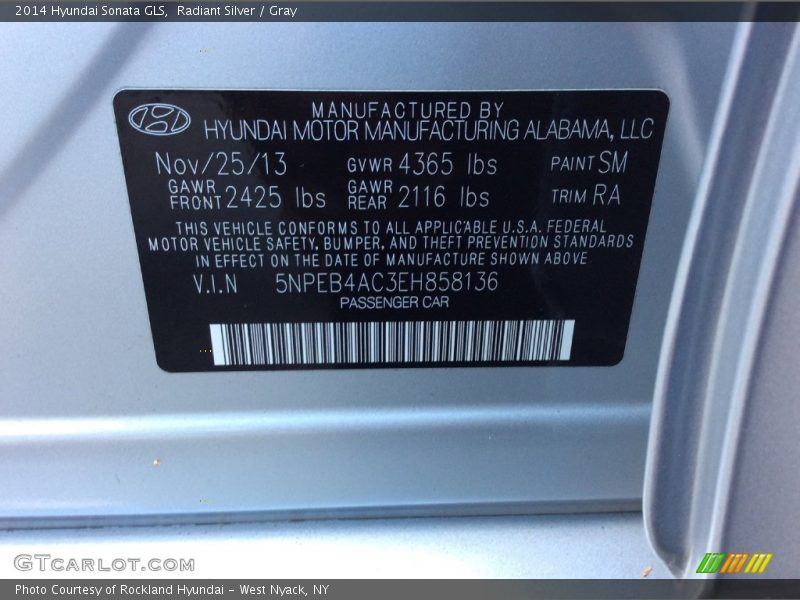 2014 Hyundai Sonata GLS, Radiant Silver / Gray
MANUFACTURED BY
HYUNDAI MOTOR MANUFACTURING ALABAMA, LLC
Nov/25/13 GVWR 4365 lbs PAINT SM
GAWR FRONT 2425 lbs GAWR REAR 2116 lbs TRIM RA
THIS VEHICLE CONFORMS TO ALL APPLICABLE U.S.A. FEDERAL
MOTOR VEHICLE SAFETY, BUMPER, AND THEFT PREVENTION STANDARDS
IN EFFECT ON THE DATE OF MANUFACTURE SHOWN ABOVE
V.I.N 5NPEB4AC3EH858136
PASSENGER CAR
GTCARLOT.COM
Photo Courtesy of Rockland Hyundai - West Nyack, NY